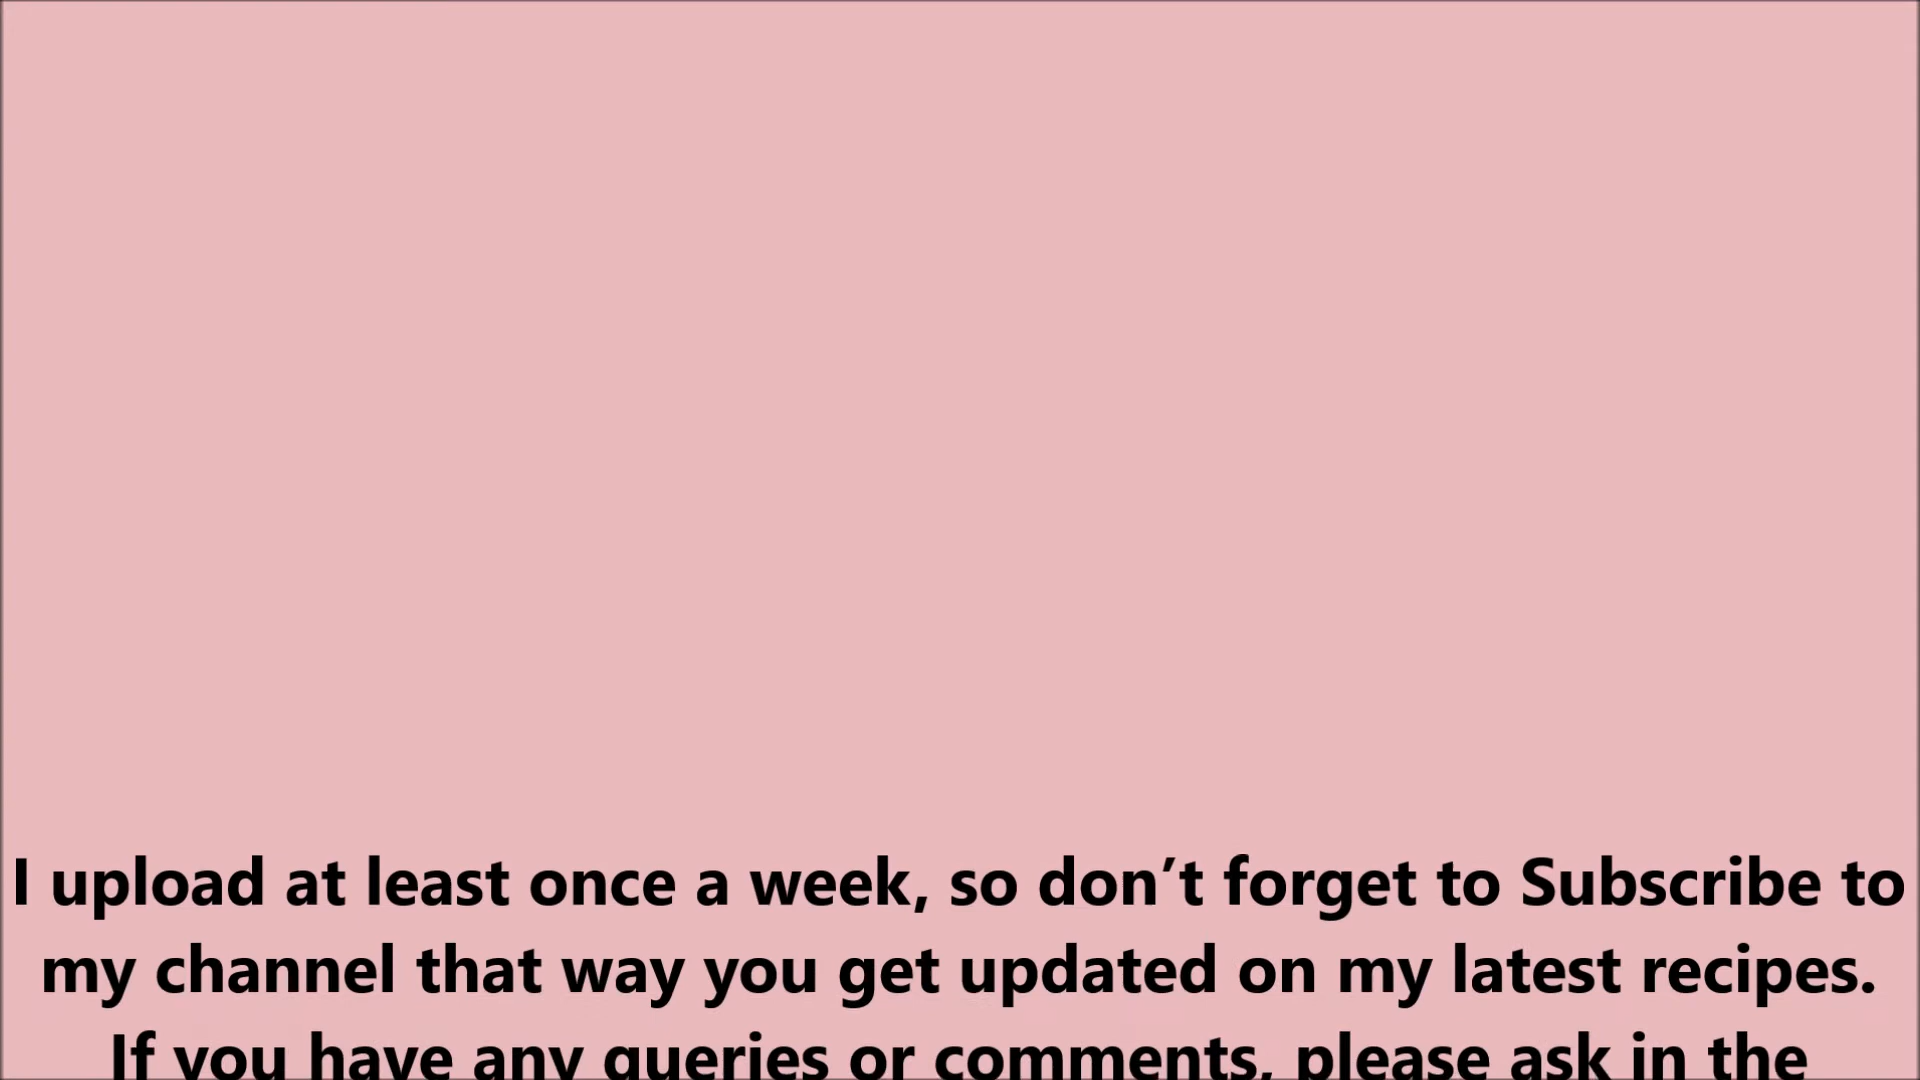 I upload at least once a week, so don’t forget to Subscribe to
my channel that way you get updated on my latest recipes.
If you have any queries or comments, please ask in the